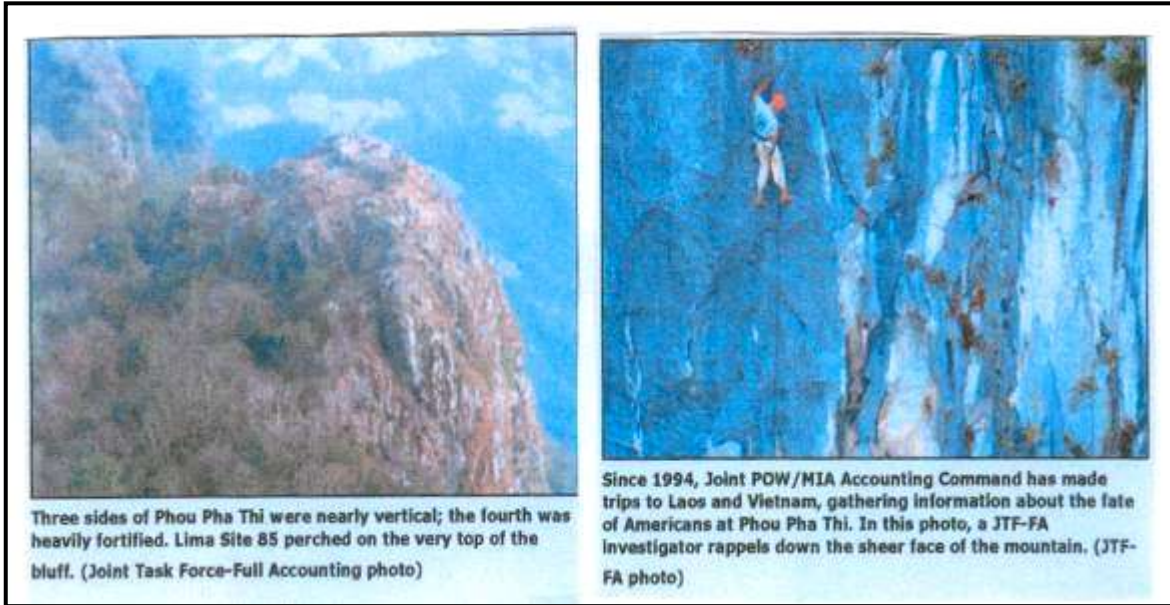 Three sides of Phou Pha Thi were nearly vertical; the fourth was
heavily fortified. Lima Site 85 perched on the very top of the
bluff. (Joint Task Force-Full Accounting photo)
Since 1994, Joint POW/MIA Accounting Command has made
trips to Laos and Vietnam, gathering information about the fate
of Americans at Phou Pha Thi. In this photo, a JTF-FA
investigator rappels down the sheer face of the mountain. (JTF-
FA photo)